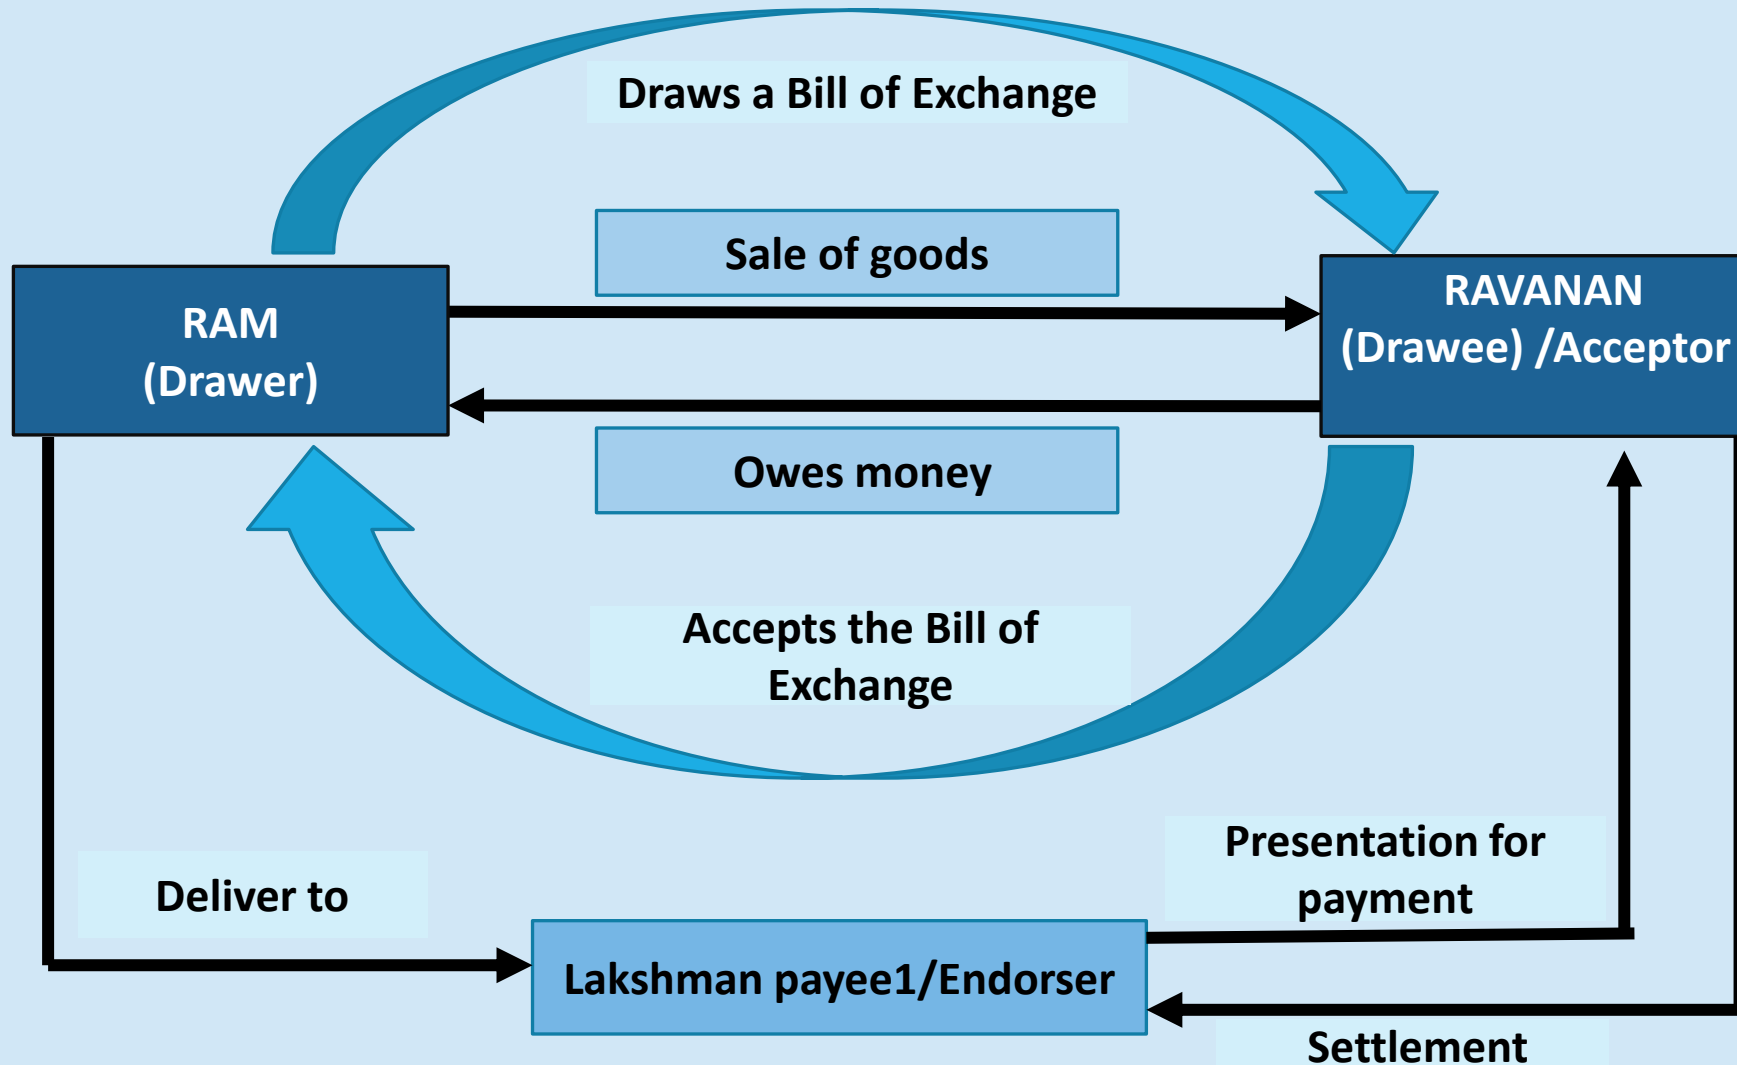 Draws a Bill of Exchange
Sale of goods
RAM
(Drawer)
RAVANAN
(Drawee) /Acceptor
Owes money
Accepts the Bill of
Exchange
Deliver to
Presentation for
payment
Lakshman payee1/Endorser
Settlement